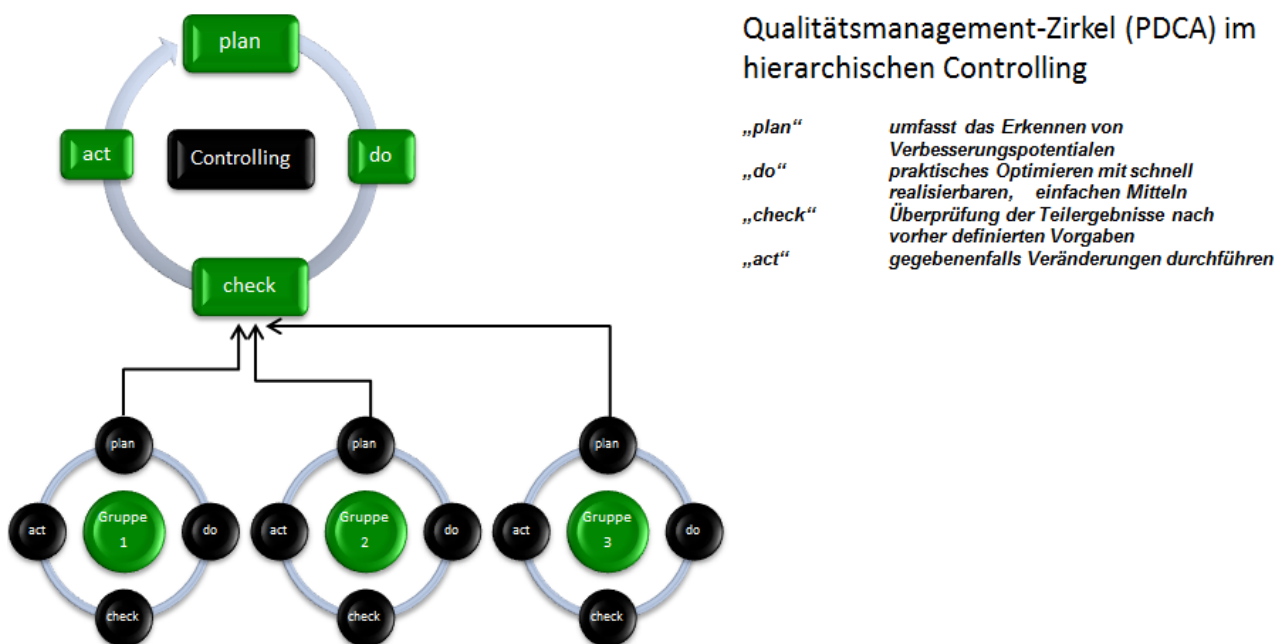 plan
act
Controlling
do
check
Qualitätsmanagement-Zirkel (PDCA) im
hierarchischen Controlling
„plan“ umfasst das Erkennen von
Verbesserungspotentialen
„do“ praktisches Optimieren mit schnell
realisierbaren, einfachen Mitteln
„check“ Überprüfung der Teilergebnisse nach
vorher definierten Vorgaben
„act“ gegebenenfalls Veränderungen durchführen
plan
act
Gruppe
1
do
check
plan
act
Gruppe
2
do
check
plan
act
Gruppe
3
do
check